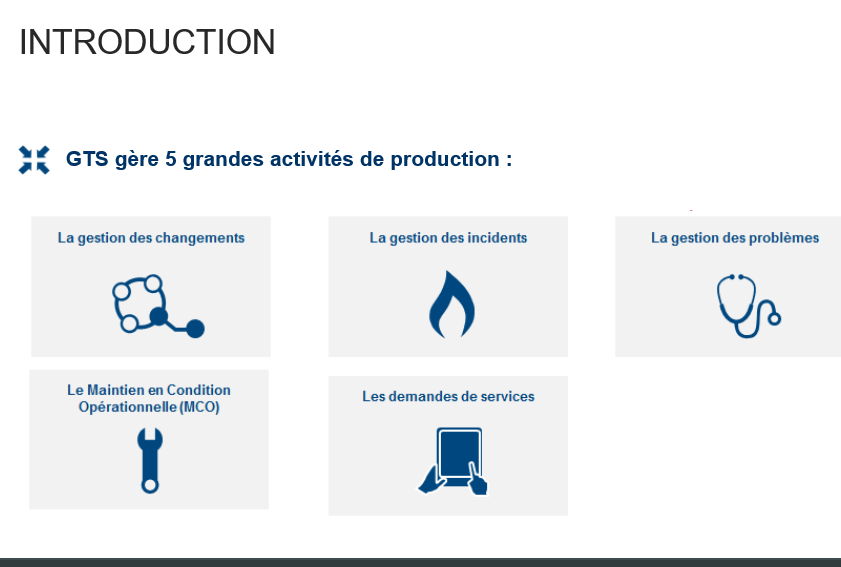 INTRODUCTION
GTS gère 5 grandes activités de production :
La gestion des changements
La gestion des incidents
La gestion des problèmes
Le Maintien en Condition
Opérationnelle (MCO)
Les demandes de services